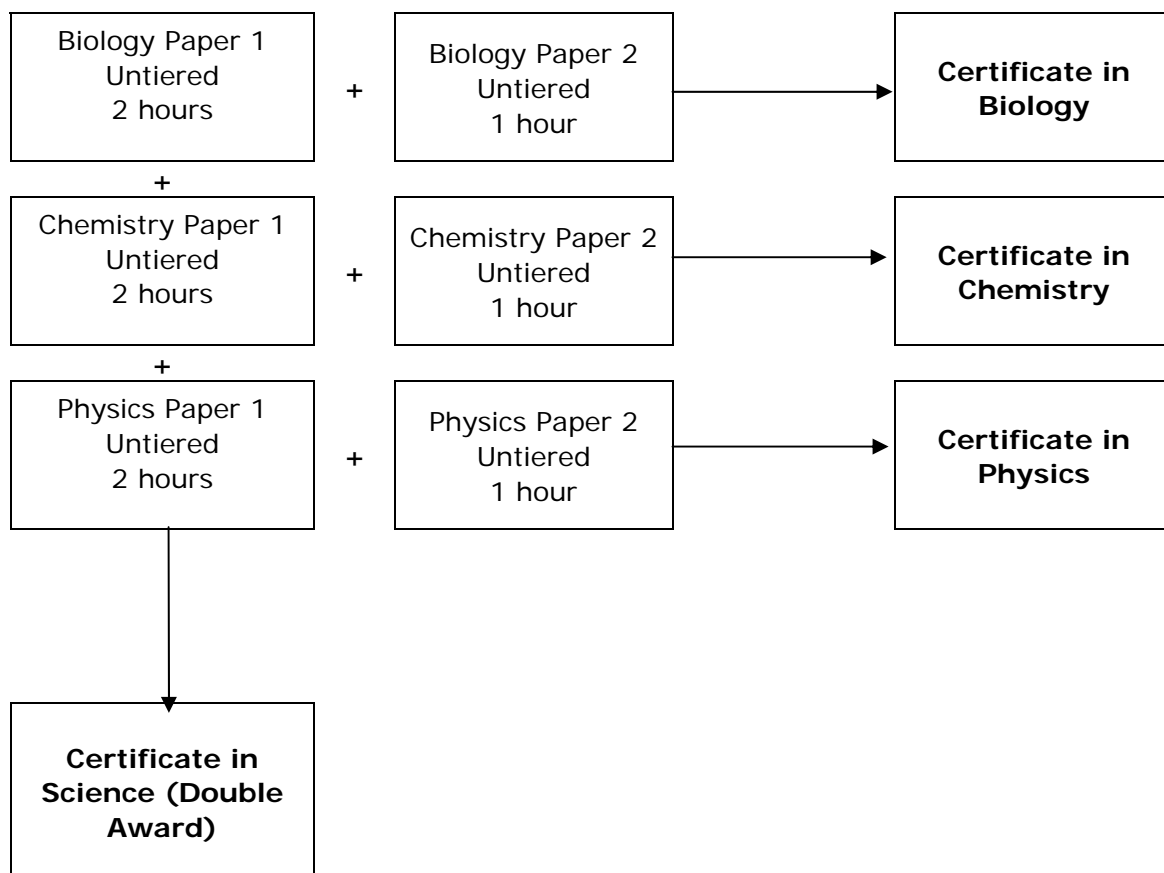 Biology Paper 1
Untiered
2 hours
+
Biology Paper 2
Untiered
1 hour
Certificate in
Biology
+
Chemistry Paper 1
Untiered
2 hours
+
Chemistry Paper 2
Untiered
1 hour
Certificate in
Chemistry
+
Physics Paper 1
Untiered
2 hours
+
Physics Paper 2
Untiered
1 hour
Certificate in
Physics
Certificate in
Science (Double
Award)